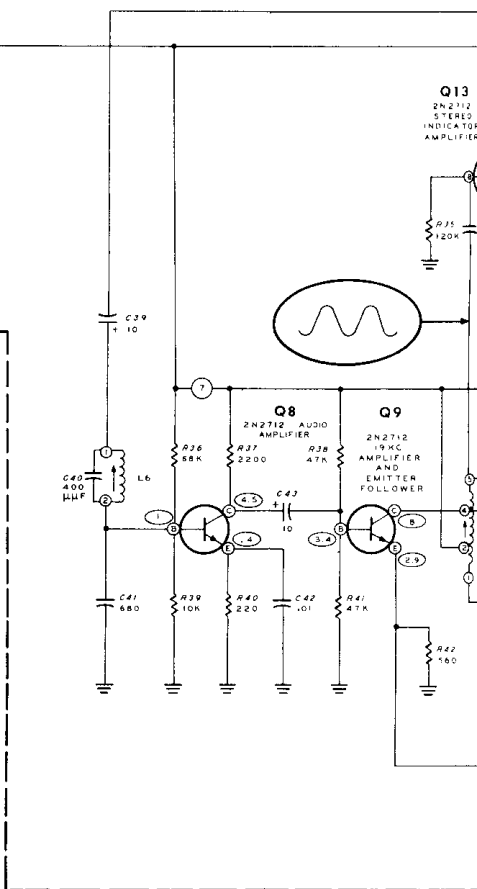 Q13
2N2712
STEREO
INDICATOR
AMPLIFIER
B
R35
120K
C39
+ 10
7
Q8
2N2712 AUDIO
AMPLIFIER
Q9
2N2712
19 KC
AMPLIFIER
AND
EMITTER
FOLLOWER
R36
68K
R37
2200
R38
47K
1
C40
400
μμF
L6
2
1
B
C
4.5
E
.4
C43
+
10
3.4
B
C
8
E
2.9
5
4
2
1
C41
680
R39
10K
R40
220
C42
.01
R41
47K
R42
560